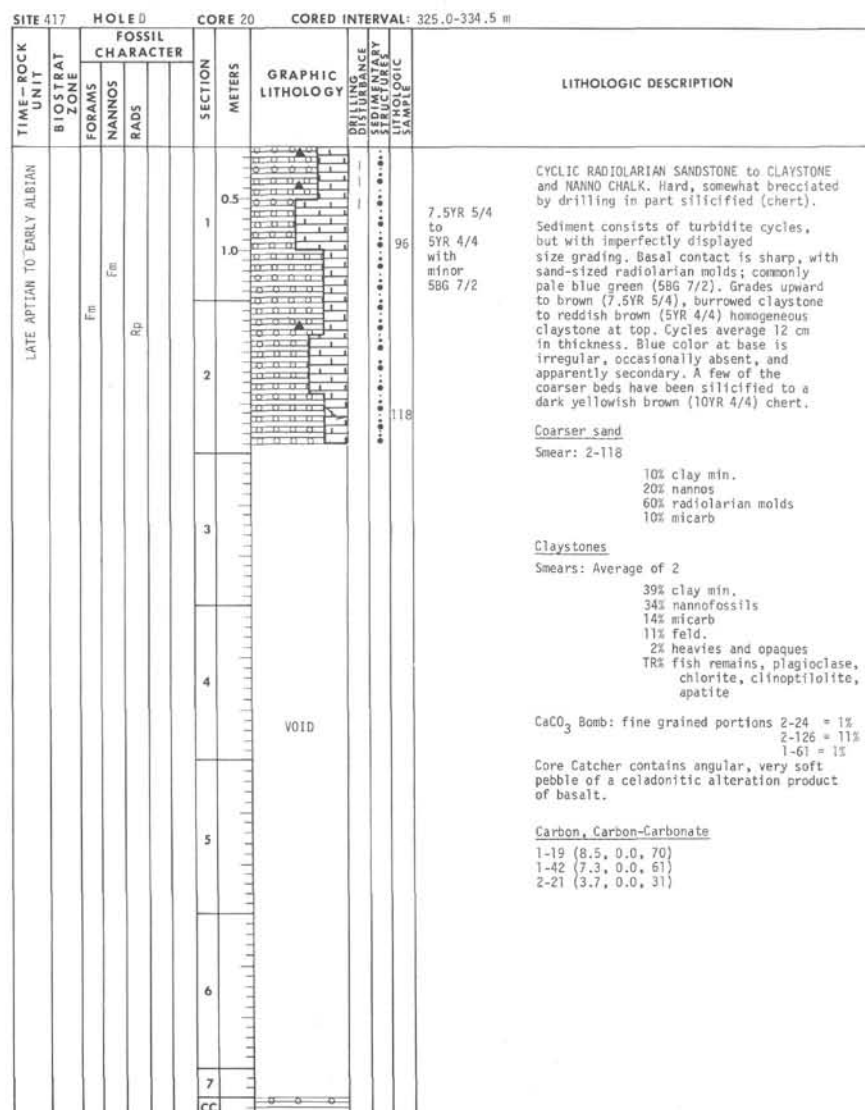 SITE 417 HOLE D CORE 20 CORED INTERVAL: 325.0-334.5 m
TIME-ROCK UNIT
BIOSTRAT ZONE
FOSSIL CHARACTER
FORAMS
NANNOS
RADS
SECTION
METERS
GRAPHIC LITHOLOGY
DRILLING DISTURBANCE
SEDIMENTARY STRUCTURES
LITHOLOGIC SAMPLE
LITHOLOGIC DESCRIPTION
LATE APTIAN TO EARLY ALBIAN
Fm
Fm
Rp
1
0.5
1.0
2
3
4
5
6
7
CC
VOID
96
118
7.5YR 5/4
to
5YR 4/4
with
minor
5BG 7/2
CYCLIC RADIOLARIAN SANDSTONE to CLAYSTONE
and NANNO CHALK. Hard, somewhat brecciated
by drilling in part silicified (chert).
Sediment consists of turbidite cycles,
but with imperfectly displayed
size grading. Basal contact is sharp, with
sand-sized radiolarian molds; commonly
pale blue green (5BG 7/2). Grades upward
to brown (7.5YR 5/4), burrowed claystone
to reddish brown (5YR 4/4) homogeneous
claystone at top. Cycles average 12 cm
in thickness. Blue color at base is
irregular, occasionally absent, and
apparently secondary. A few of the
coarser beds have been silicified to a
dark yellowish brown (10YR 4/4) chert.
Coarser sand
Smear: 2-118
10% clay min.
20% nannos
60% radiolarian molds
10% micarb
Claystones
Smears: Average of 2
39% clay min.
34% nannofossils
14% micarb
11% feld.
2% heavies and opaques
TR% fish remains, plagioclase,
chlorite, clinoptilolite,
apatite
CaCO3 Bomb: fine grained portions 2-24 = 1%
2-126 = 11%
1-61 = 1%
Core Catcher contains angular, very soft
pebble of a celadonitic alteration product
of basalt.
Carbon, Carbon-Carbonate
1-19 (8.5, 0.0, 70)
1-42 (7.3, 0.0, 61)
2-21 (3.7, 0.0, 31)